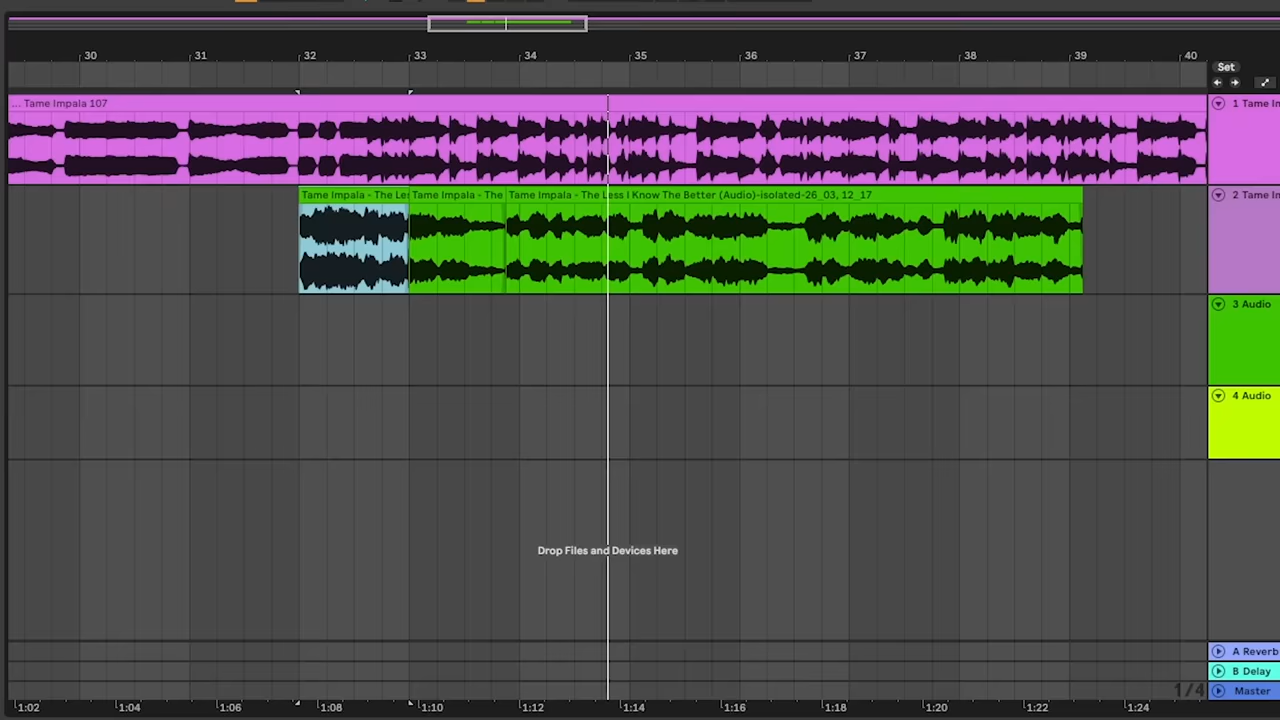 30 31 32 33 34 35 36 37 38 39 40
Set
... Tame Impala 107
1 Tame In
Tame Impala - The Les
Tame Impala - The
Tame Impala - The Less I Know The Better (Audio)-isolated-26_03, 12_17
2 Tame In
3 Audio
4 Audio
Drop Files and Devices Here
A Reverb
B Delay
1/4
Master
1:02 1:04 1:06 1:08 1:10 1:12 1:14 1:16 1:18 1:20 1:22 1:24